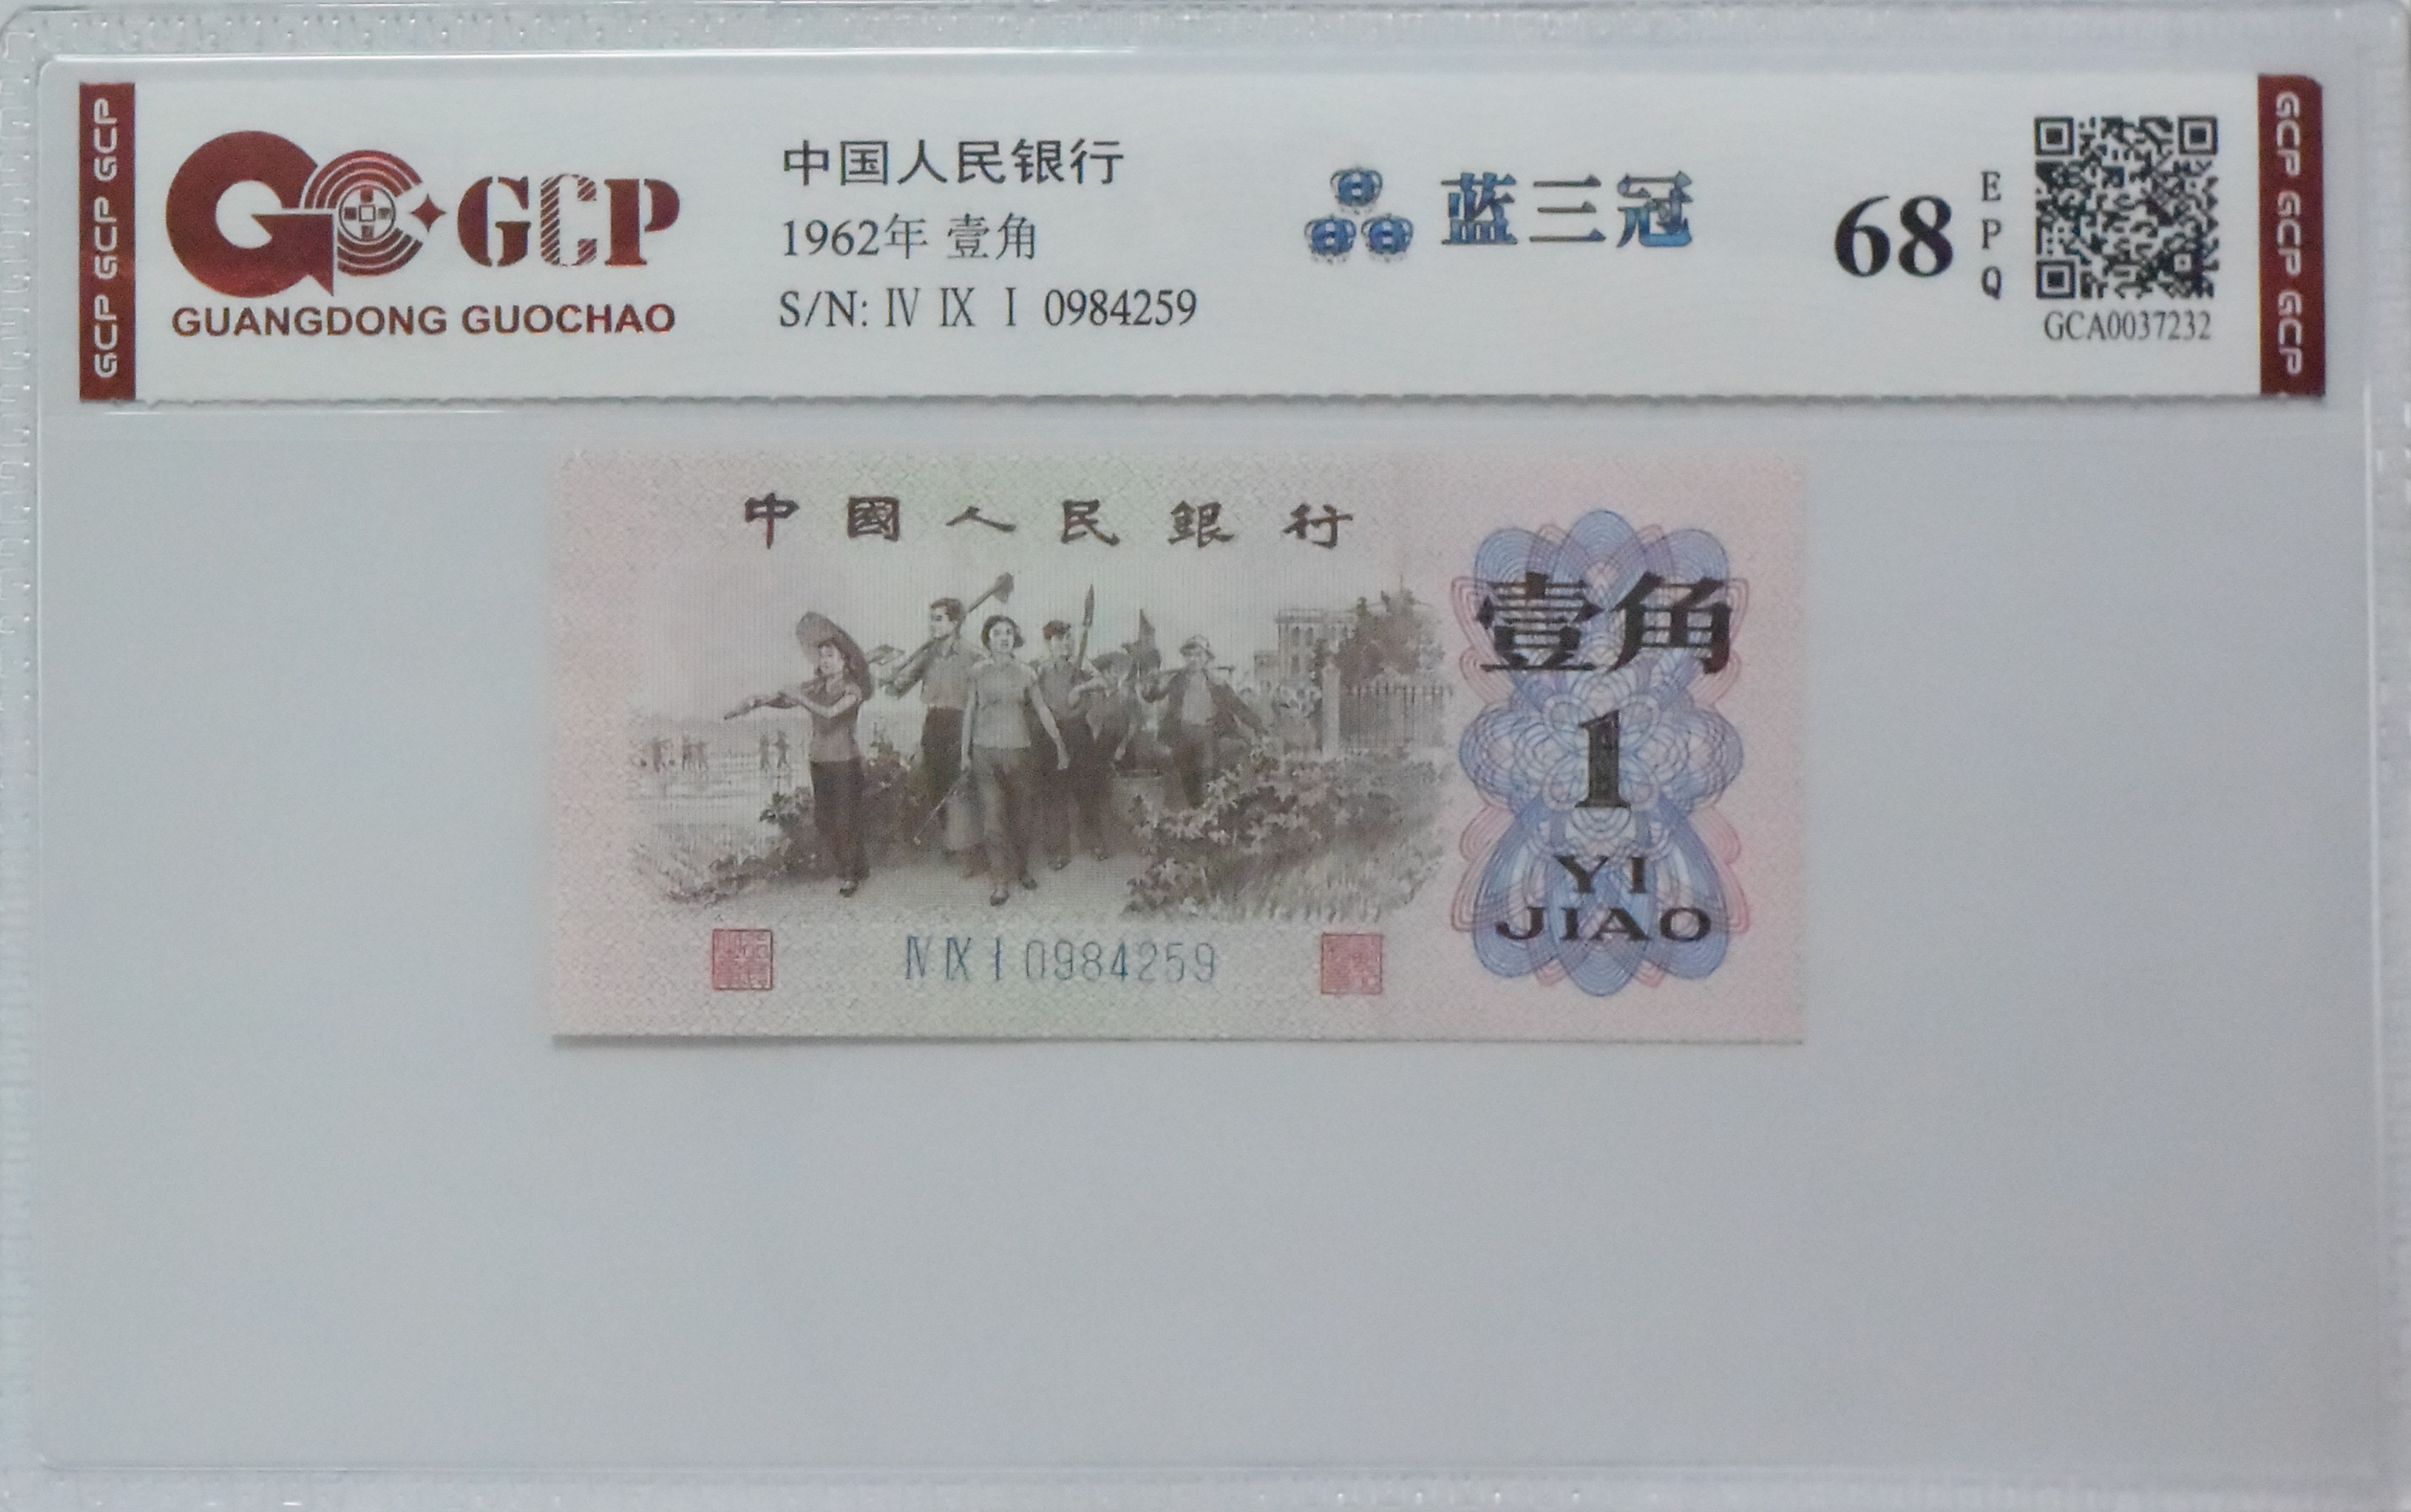 GCP GCP GCP
GCP
GUANGDONG GUOCHAO
中国人民银行
1962年 壹角
S/N: Ⅳ Ⅸ Ⅰ 0984259
蓝三冠
68
E
P
Q
GCA0037232
GCP GCP GCP
中國人民銀行
壹角
1
YI
JIAO
ⅣⅨⅠ0984259